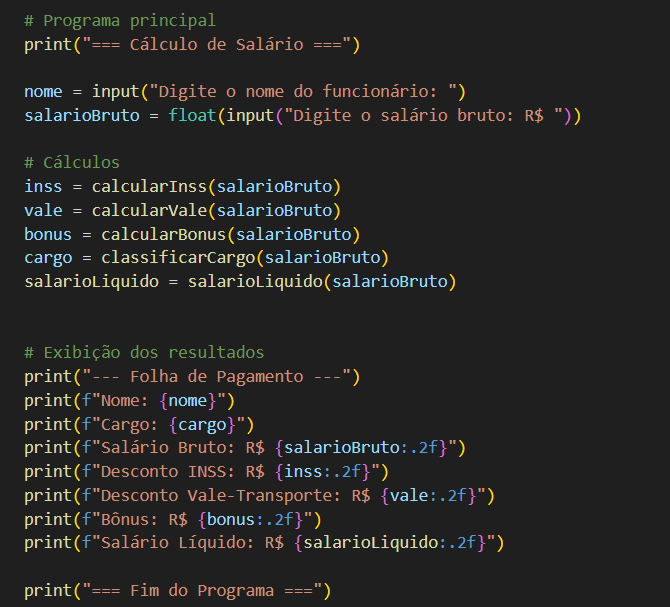 # Programa principal
print("=== Cálculo de Salário ===")
nome = input("Digite o nome do funcionário: ")
salarioBruto = float(input("Digite o salário bruto: R$ "))
# Cálculos
inss = calcularInss(salarioBruto)
vale = calcularVale(salarioBruto)
bonus = calcularBonus(salarioBruto)
cargo = classificarCargo(salarioBruto)
salarioLiquido = salarioLiquido(salarioBruto)
# Exibição dos resultados
print("--- Folha de Pagamento ---")
print(f"Nome: {nome}")
print(f"Cargo: {cargo}")
print(f"Salário Bruto: R$ {salarioBruto:.2f}")
print(f"Desconto INSS: R$ {inss:.2f}")
print(f"Desconto Vale-Transporte: R$ {vale:.2f}")
print(f"Bônus: R$ {bonus:.2f}")
print(f"Salário Líquido: R$ {salarioLiquido:.2f}")
print("=== Fim do Programa ===")